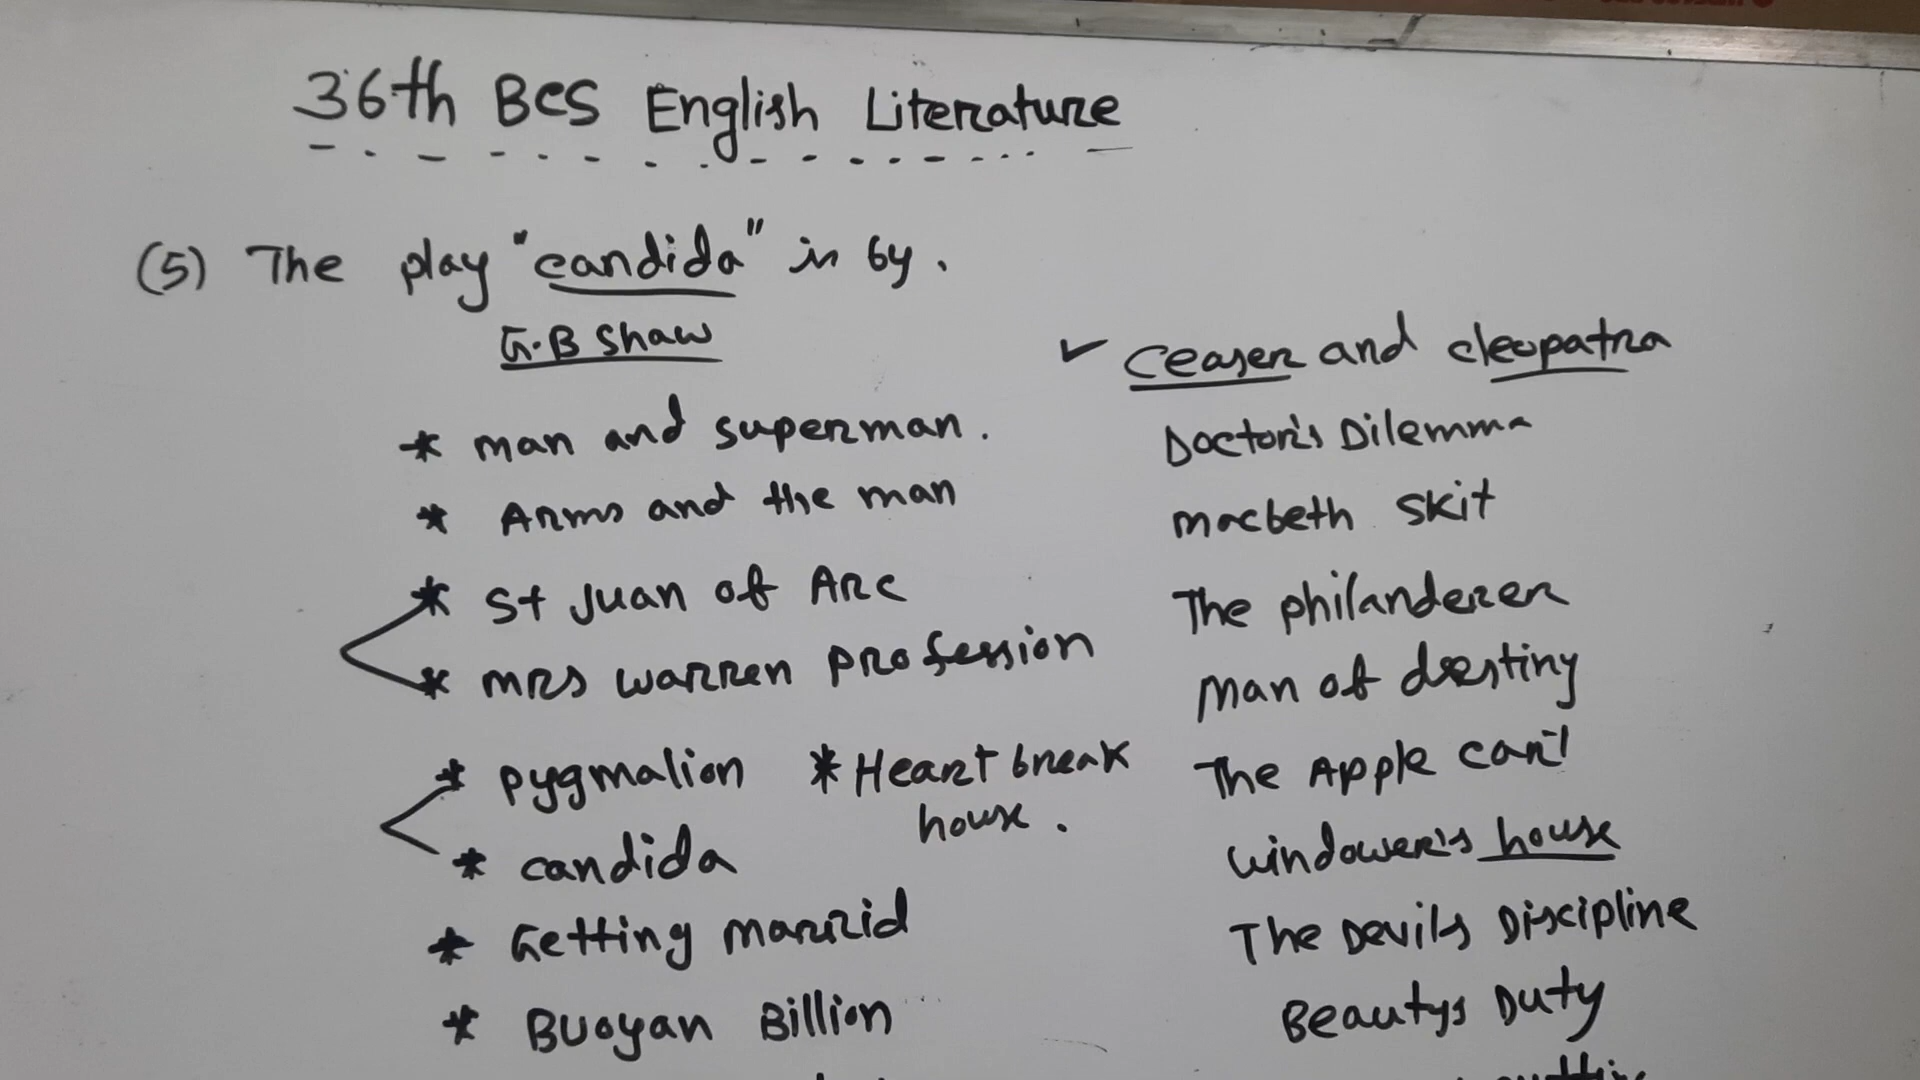 36th BCS English Literature
(5) The play "candida" is by.
G.B Shaw
* man and superman.
* Arms and the man
* St Juan of Arc
* mrs warren profession
* pygmalion * Heart break house.
* candida
* Getting marrid
* Buoyan Billion
✓ Ceaser and cleopatra
Doctor's Dilemma
macbeth skit
The philanderer
Man of destiny
The Apple cart
windower's house
The Devils Discipline
Beautys Duty